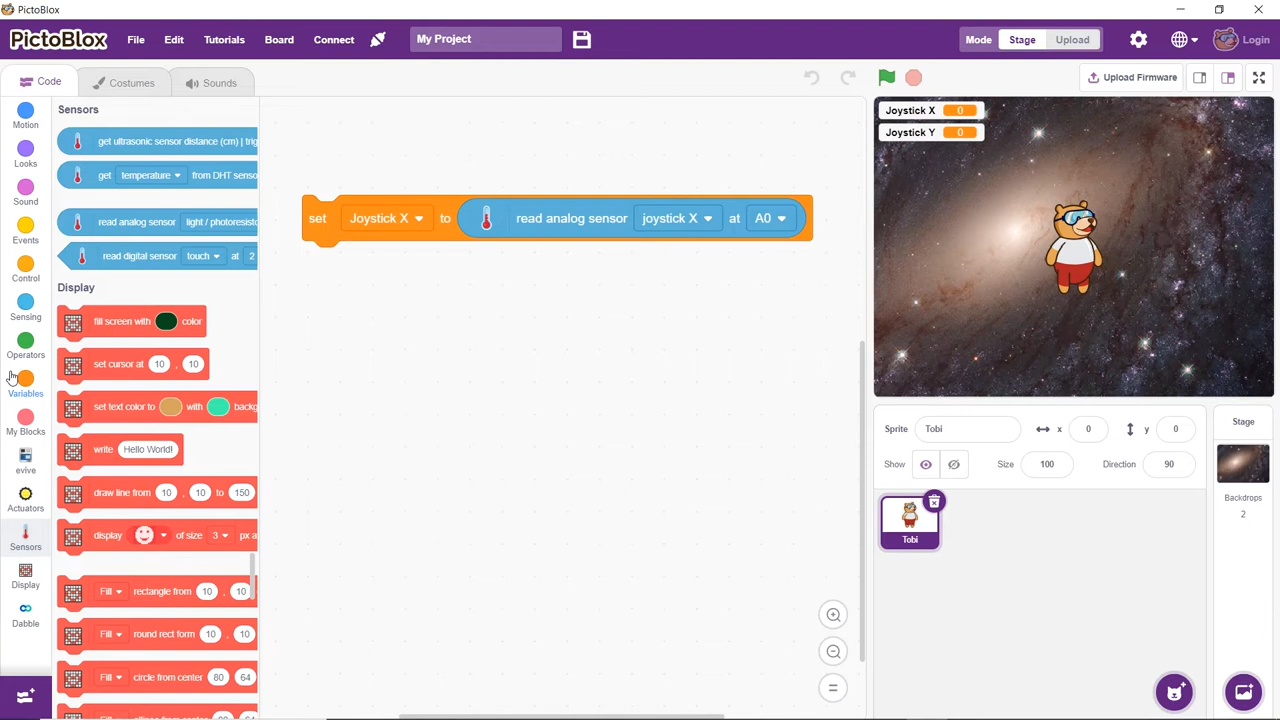 PictoBlox
PictoBlox File Edit Tutorials Board Connect My Project Mode Stage Upload Login
Code Costumes Sounds Upload Firmware
Motion
Looks
Sound
Events
Control
Sensing
Operators
Variables
My Blocks
evive
Actuators
Sensors
Display
Dabble
Sensors
get ultrasonic sensor distance (cm) | trig
get temperature from DHT senso
read analog sensor light / photoresisto
read digital sensor touch at 2
Display
fill screen with color
set cursor at 10 , 10
set text color to with backg
write Hello World!
draw line from 10 , 10 to 150
display of size 3 px a
Fill rectangle from 10 , 10
Fill round rect form 10 , 10
Fill circle from center 80 64
set Joystick X to read analog sensor joystick X at A0
Joystick X 0
Joystick Y 0
Sprite Tobi x 0 y 0
Show Size 100 Direction 90
Tobi
Stage
Backdrops
2